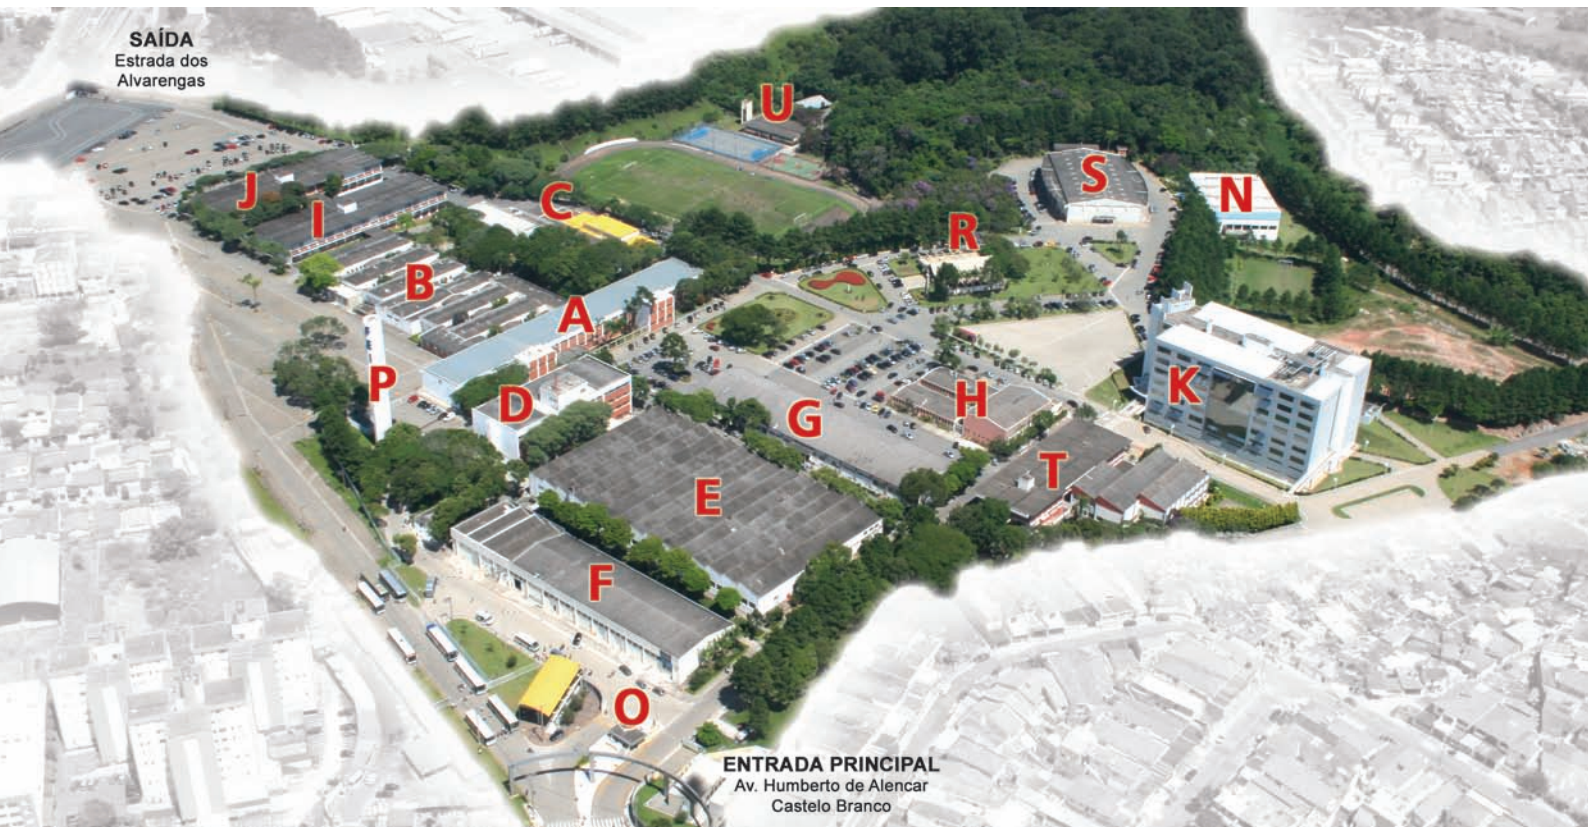 SAÍDA
Estrada dos
Alvarengas
U
J
I
C
S
N
R
B
A
P
D
G
H
K
T
E
F
O
ENTRADA PRINCIPAL
Av. Humberto de Alencar
Castelo Branco